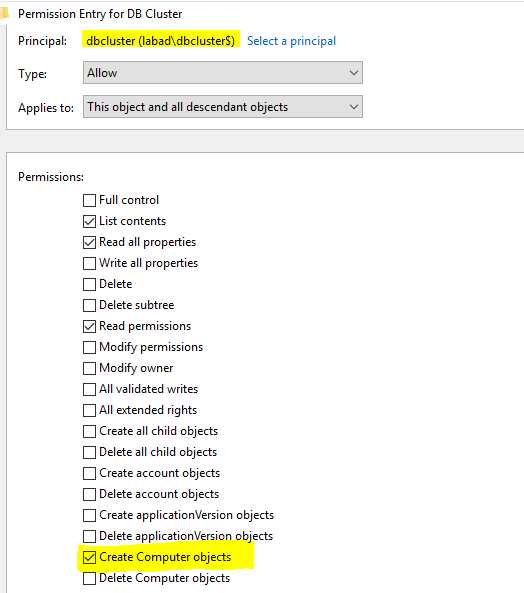 Permission Entry for DB Cluster
Principal: dbcluster (labad\dbcluster$) Select a principal
Type: Allow
Applies to: This object and all descendant objects
Permissions:
Full control
List contents
Read all properties
Write all properties
Delete
Delete subtree
Read permissions
Modify permissions
Modify owner
All validated writes
All extended rights
Create all child objects
Delete all child objects
Create account objects
Delete account objects
Create applicationVersion objects
Delete applicationVersion objects
Create Computer objects
Delete Computer objects